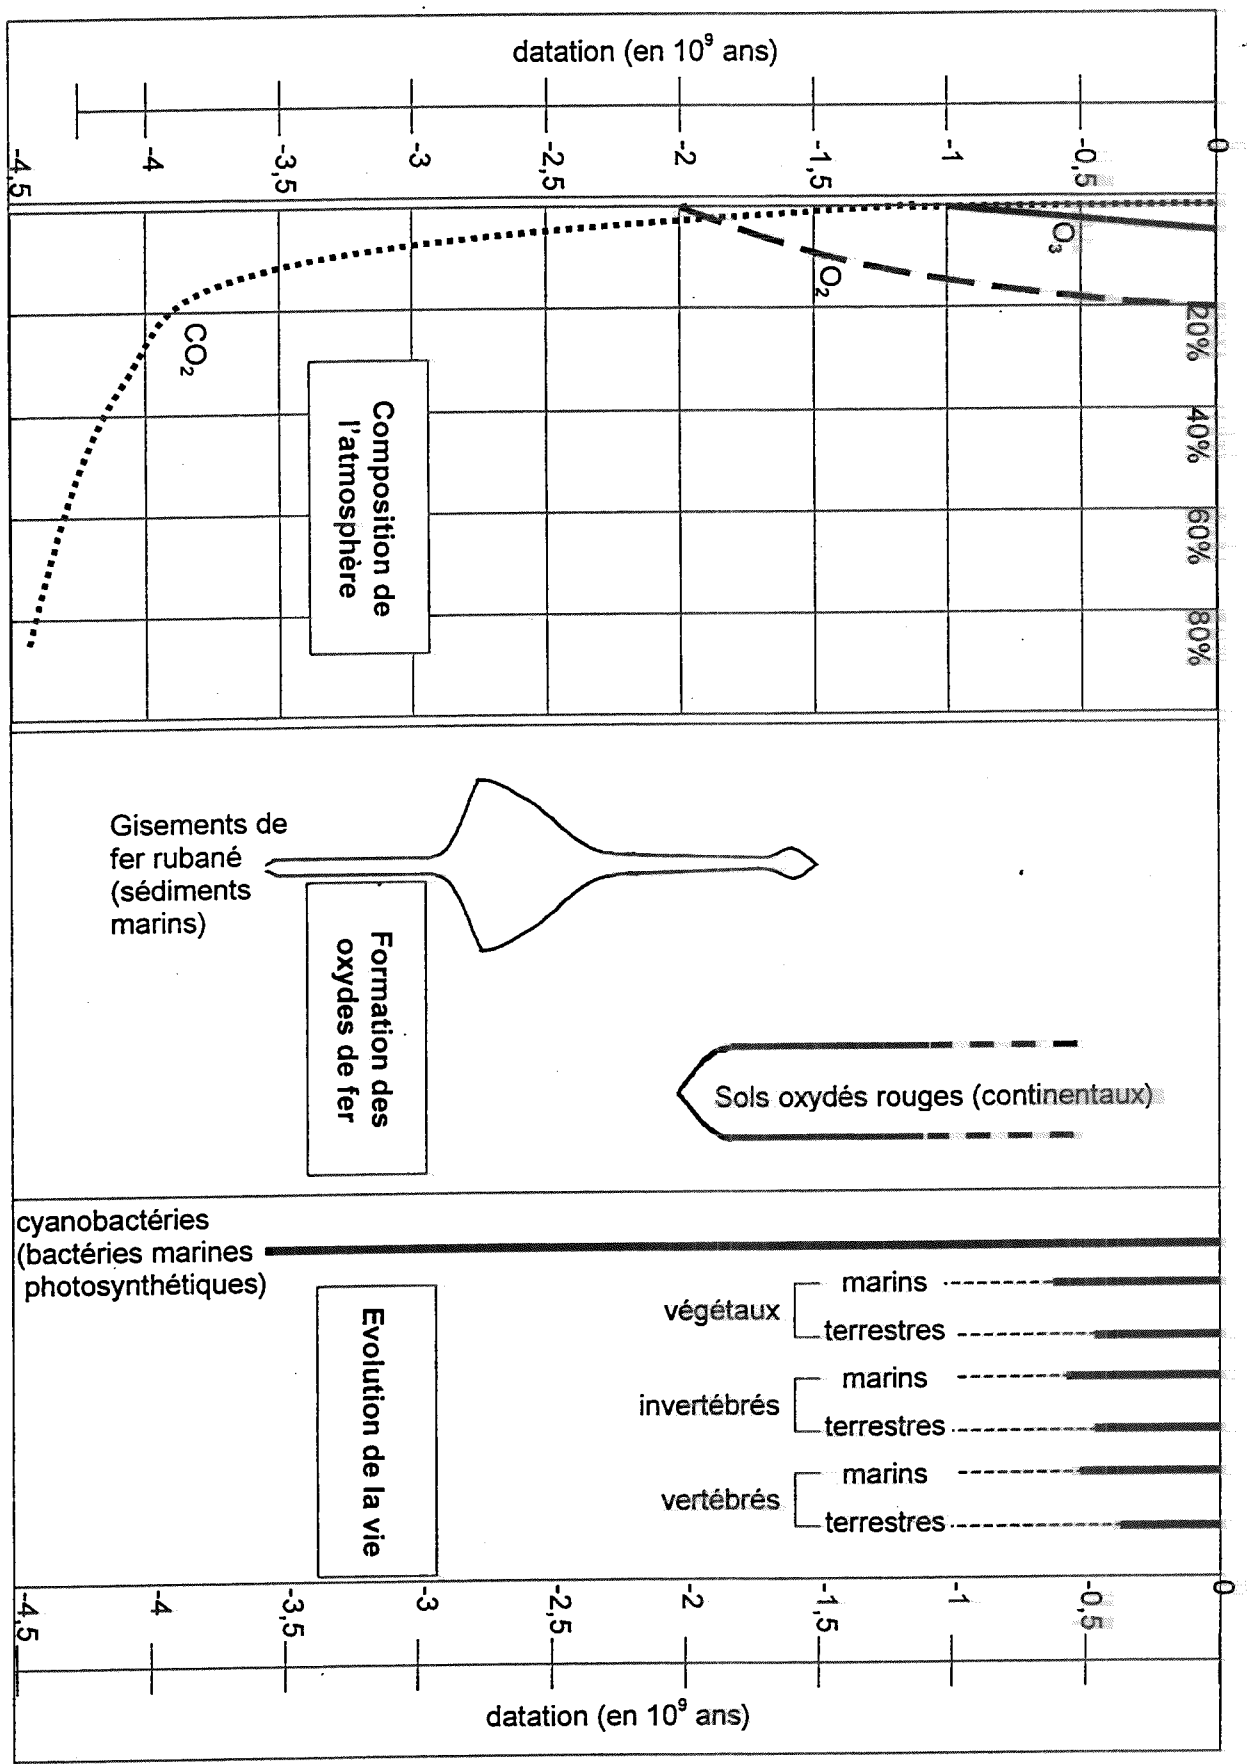 datation (en 10⁹ ans)
-4,5
-4
-3,5
-3
-2,5
-2
-1,5
-1
-0,5
0
O₃
O₂
CO₂
20%
40%
60%
80%
Composition de
l'atmosphère
Gisements de
fer rubané
(sédiments
marins)
Formation des
oxydes de fer
Sols oxydés rouges (continentaux)
cyanobactéries
(bactéries marines
photosynthétiques)
végétaux
marins
terrestres
invertébrés
marins
terrestres
vertébrés
marins
terrestres
Evolution de la vie
-4,5
-4
-3,5
-3
-2,5
-2
-1,5
-1
-0,5
0
datation (en 10⁹ ans)